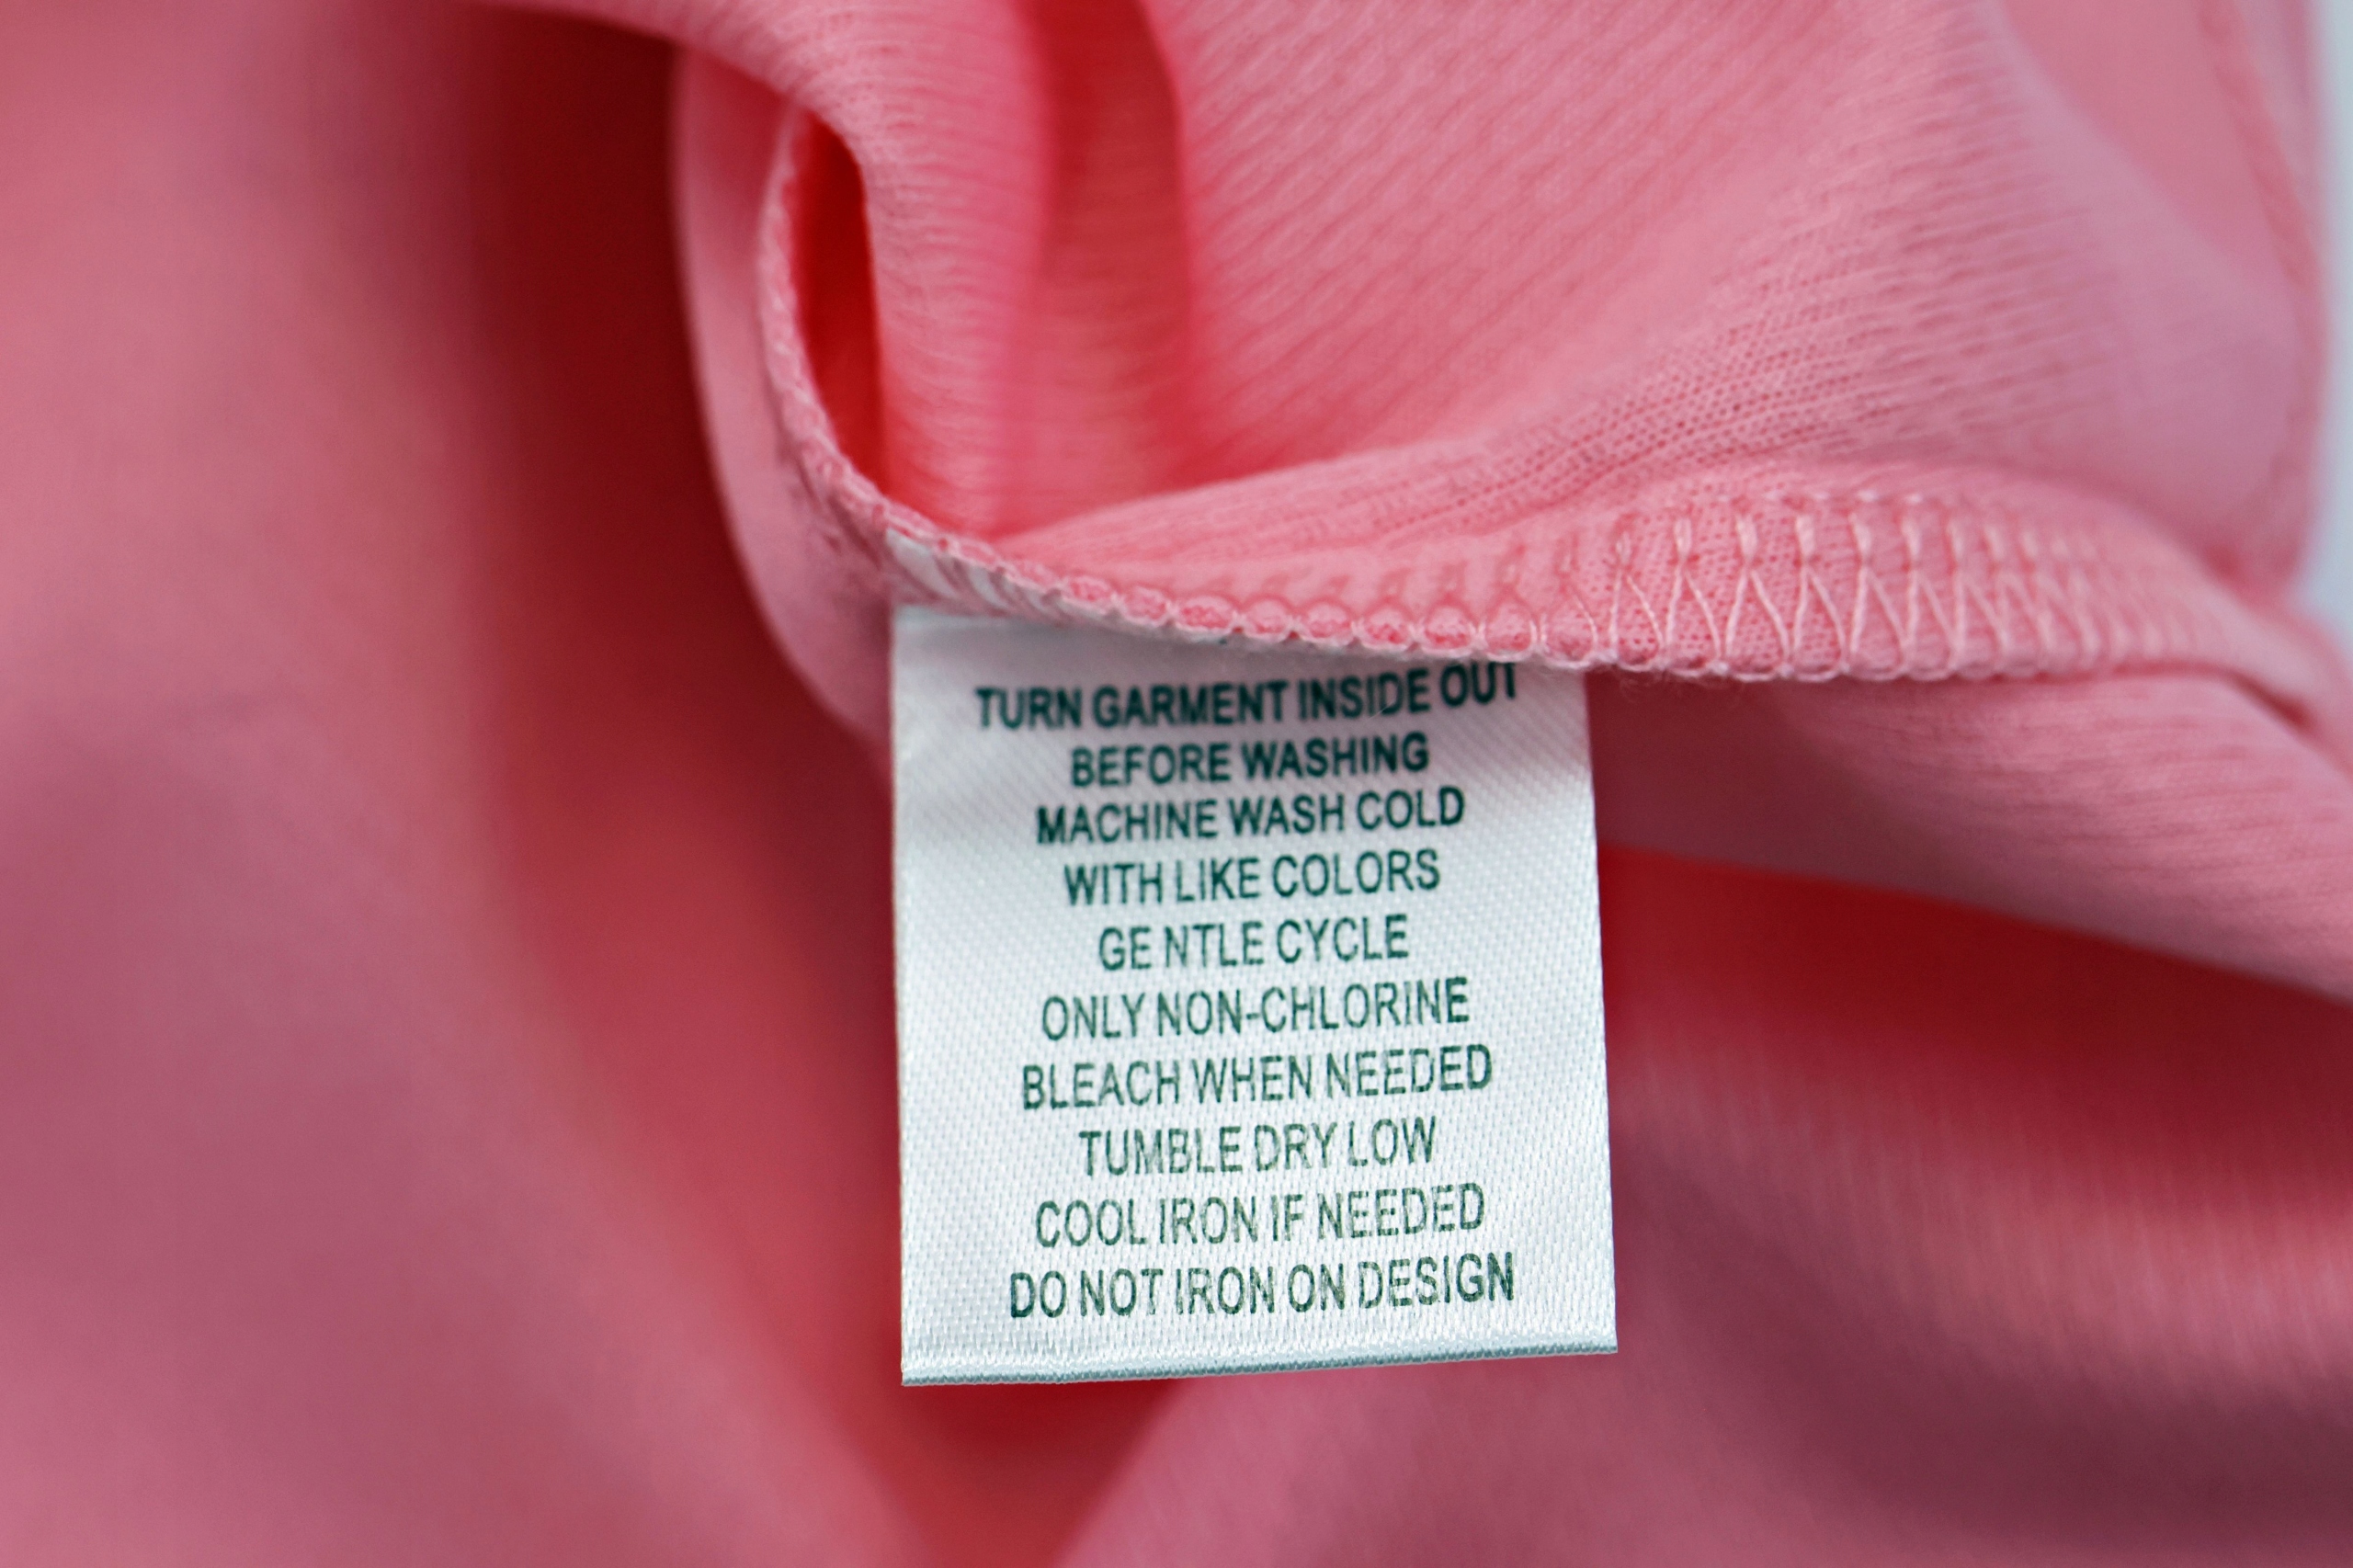 TURN GARMENT INSIDE OUT
BEFORE WASHING
MACHINE WASH COLD
WITH LIKE COLORS
GE NTLE CYCLE
ONLY NON-CHLORINE
BLEACH WHEN NEEDED
TUMBLE DRY LOW
COOL IRON IF NEEDED
DO NOT IRON ON DESIGN